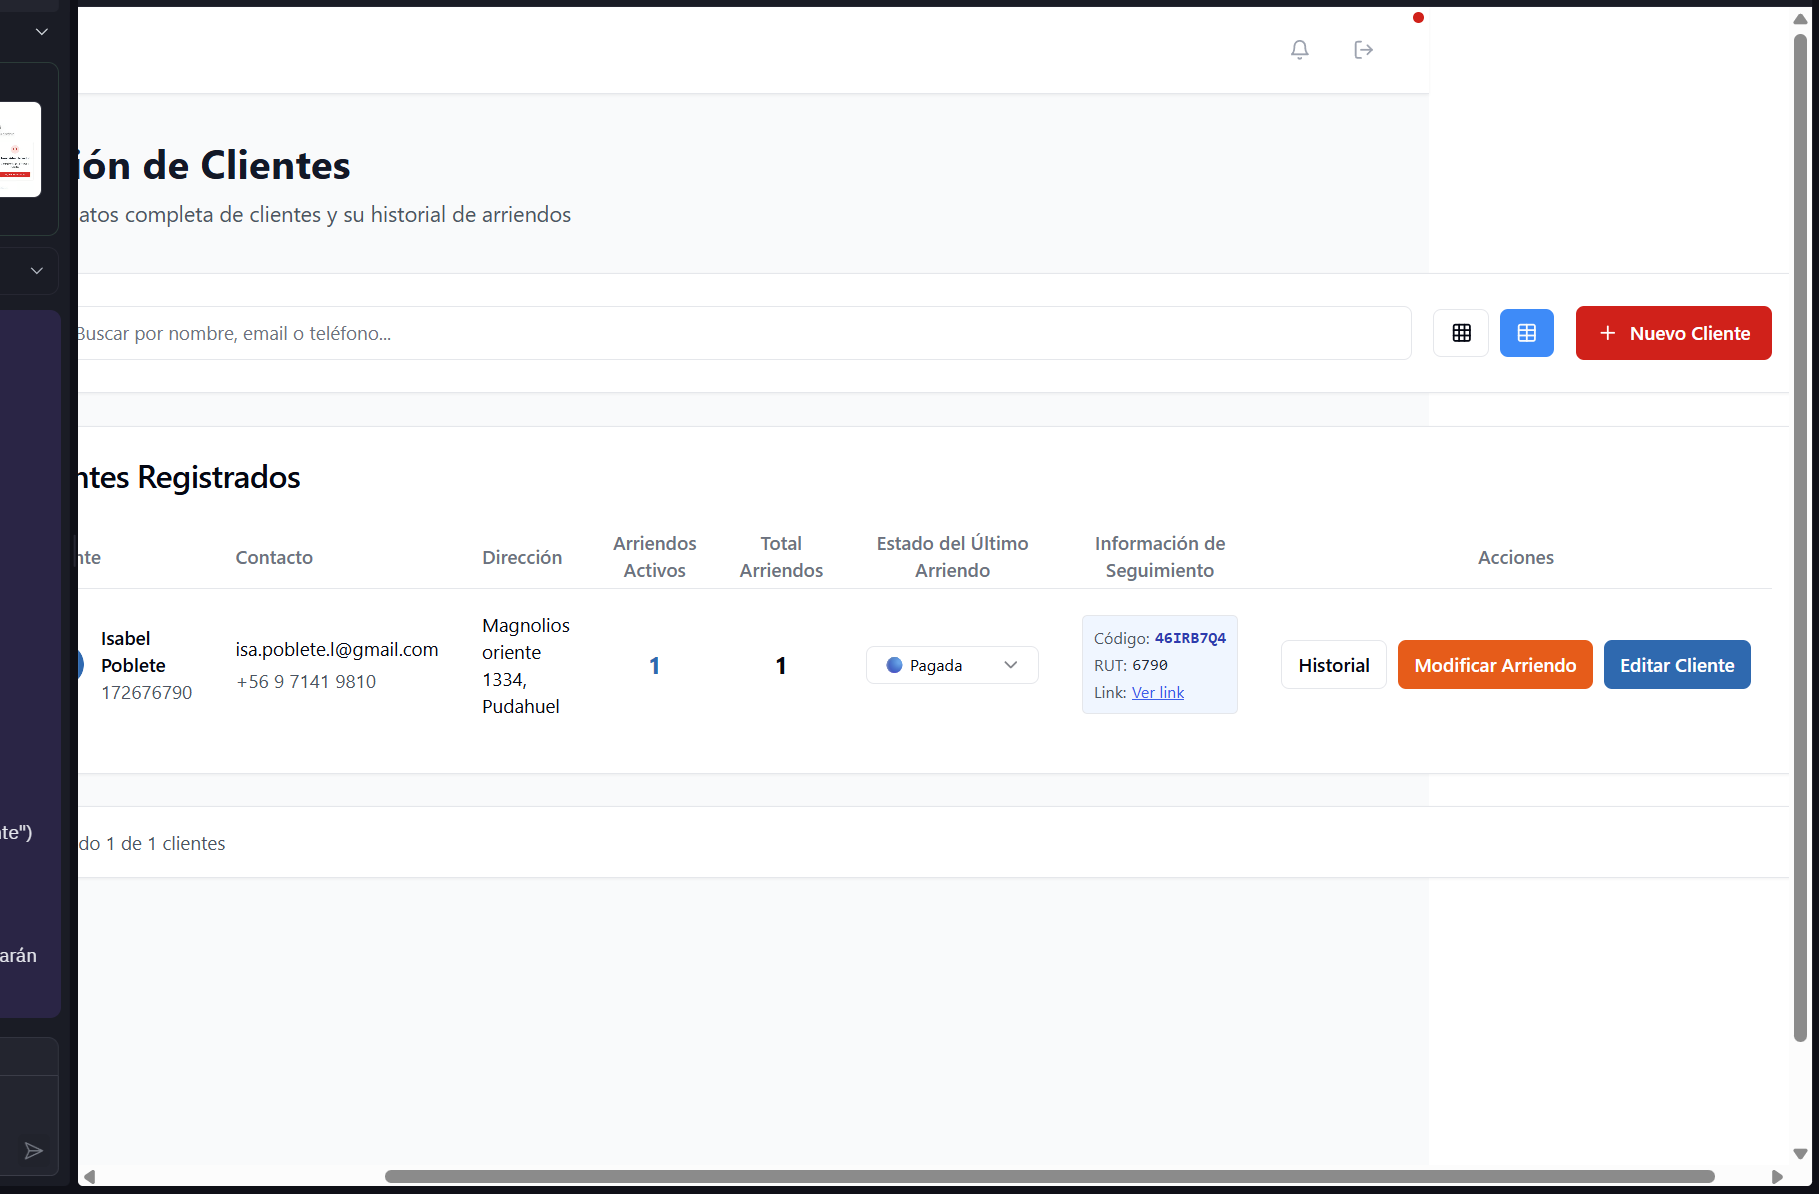 ión de Clientes
atos completa de clientes y su historial de arriendos
Buscar por nombre, email o teléfono...
+ Nuevo Cliente
ntes Registrados
nte
Contacto
Dirección
Arriendos
Activos
Total
Arriendos
Estado del Último
Arriendo
Información de
Seguimiento
Acciones
Isabel
Poblete
172676790
isa.poblete.l@gmail.com
+56 9 7141 9810
Magnolios
oriente
1334,
Pudahuel
1
1
Pagada
Código: 46IRB7Q4
RUT: 6790
Link: Ver link
Historial
Modificar Arriendo
Editar Cliente
do 1 de 1 clientes
te")
arán